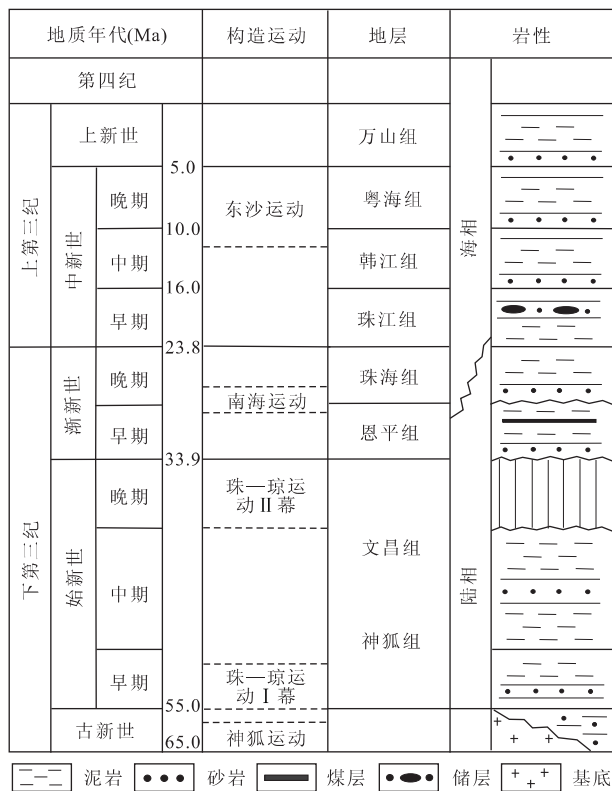 地质年代(Ma) 构造运动 地层 岩性
第四纪
上第三纪
上新世 万山组
5.0
中新世
晚期 东沙运动 粤海组
10.0
海相
中期 韩江组
16.0
早期 珠江组
23.8
下第三纪
渐新世
晚期 珠海组
南海运动
早期 恩平组
33.9
始新世
晚期 珠—琼运
动II幕
文昌组
中期
陆相
神狐组
早期 珠—琼运
动I幕
55.0
古新世 神狐运动
65.0
泥岩 砂岩 煤层 储层 基底